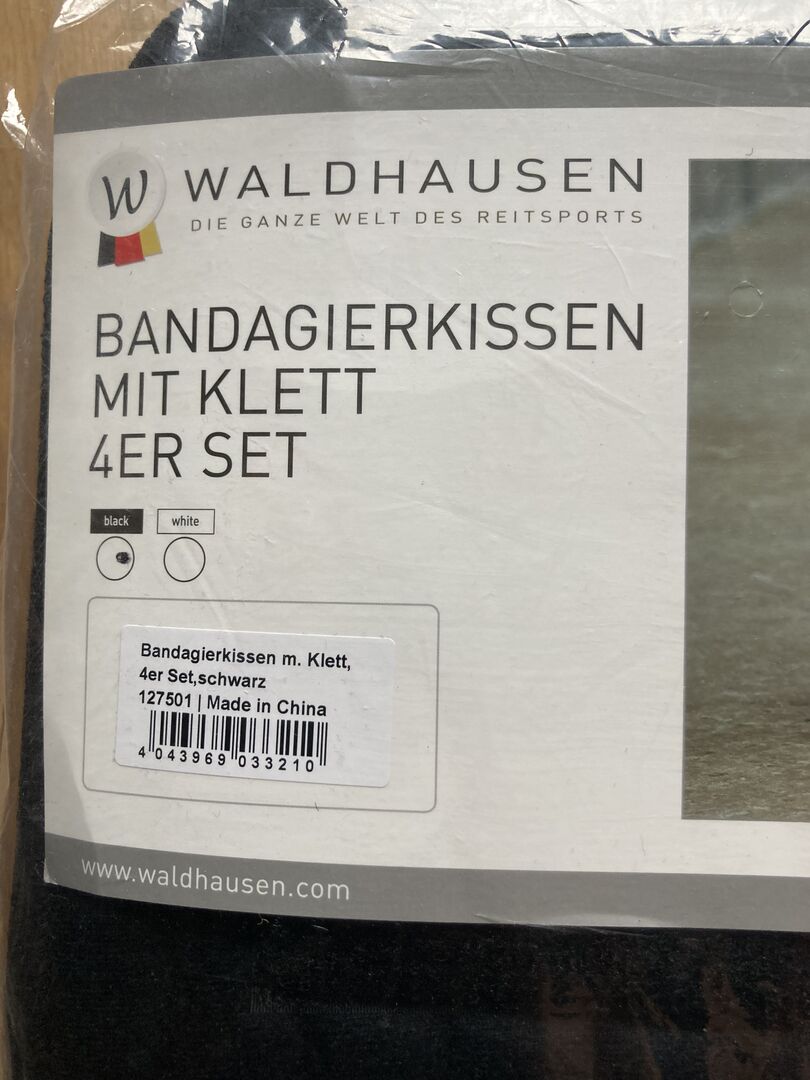 W WALDHAUSEN
DIE GANZE WELT DES REITSPORTS
BANDAGIERKISSEN
MIT KLETT
4ER SET
black white
Bandagierkissen m. Klett,
4er Set,schwarz
127501 | Made in China
4 043969 033210
www.waldhausen.com